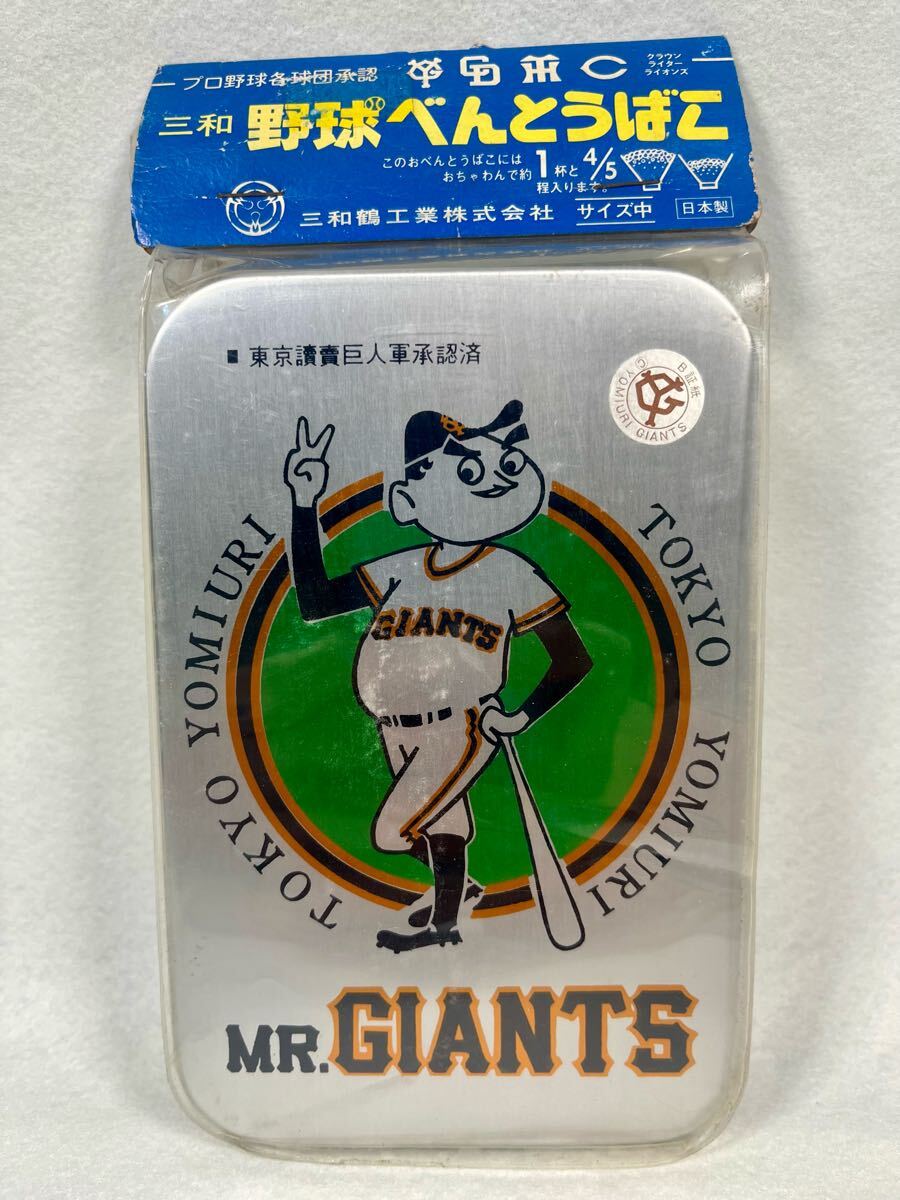 プロ野球各球団承認
クラウン
ライター
ライオンズ
三和 野球べんとうばこ
このおべんとうばこには
おちゃわんで約1杯と4/5
程入ります。
三和鶴工業株式会社 サイズ中 日本製
■ 東京讀賣巨人軍承認済
B証紙
© YOMIURI GIANTS
TOKYO YOMIURI
TOKYO YOMIURI
GIANTS
MR. GIANTS